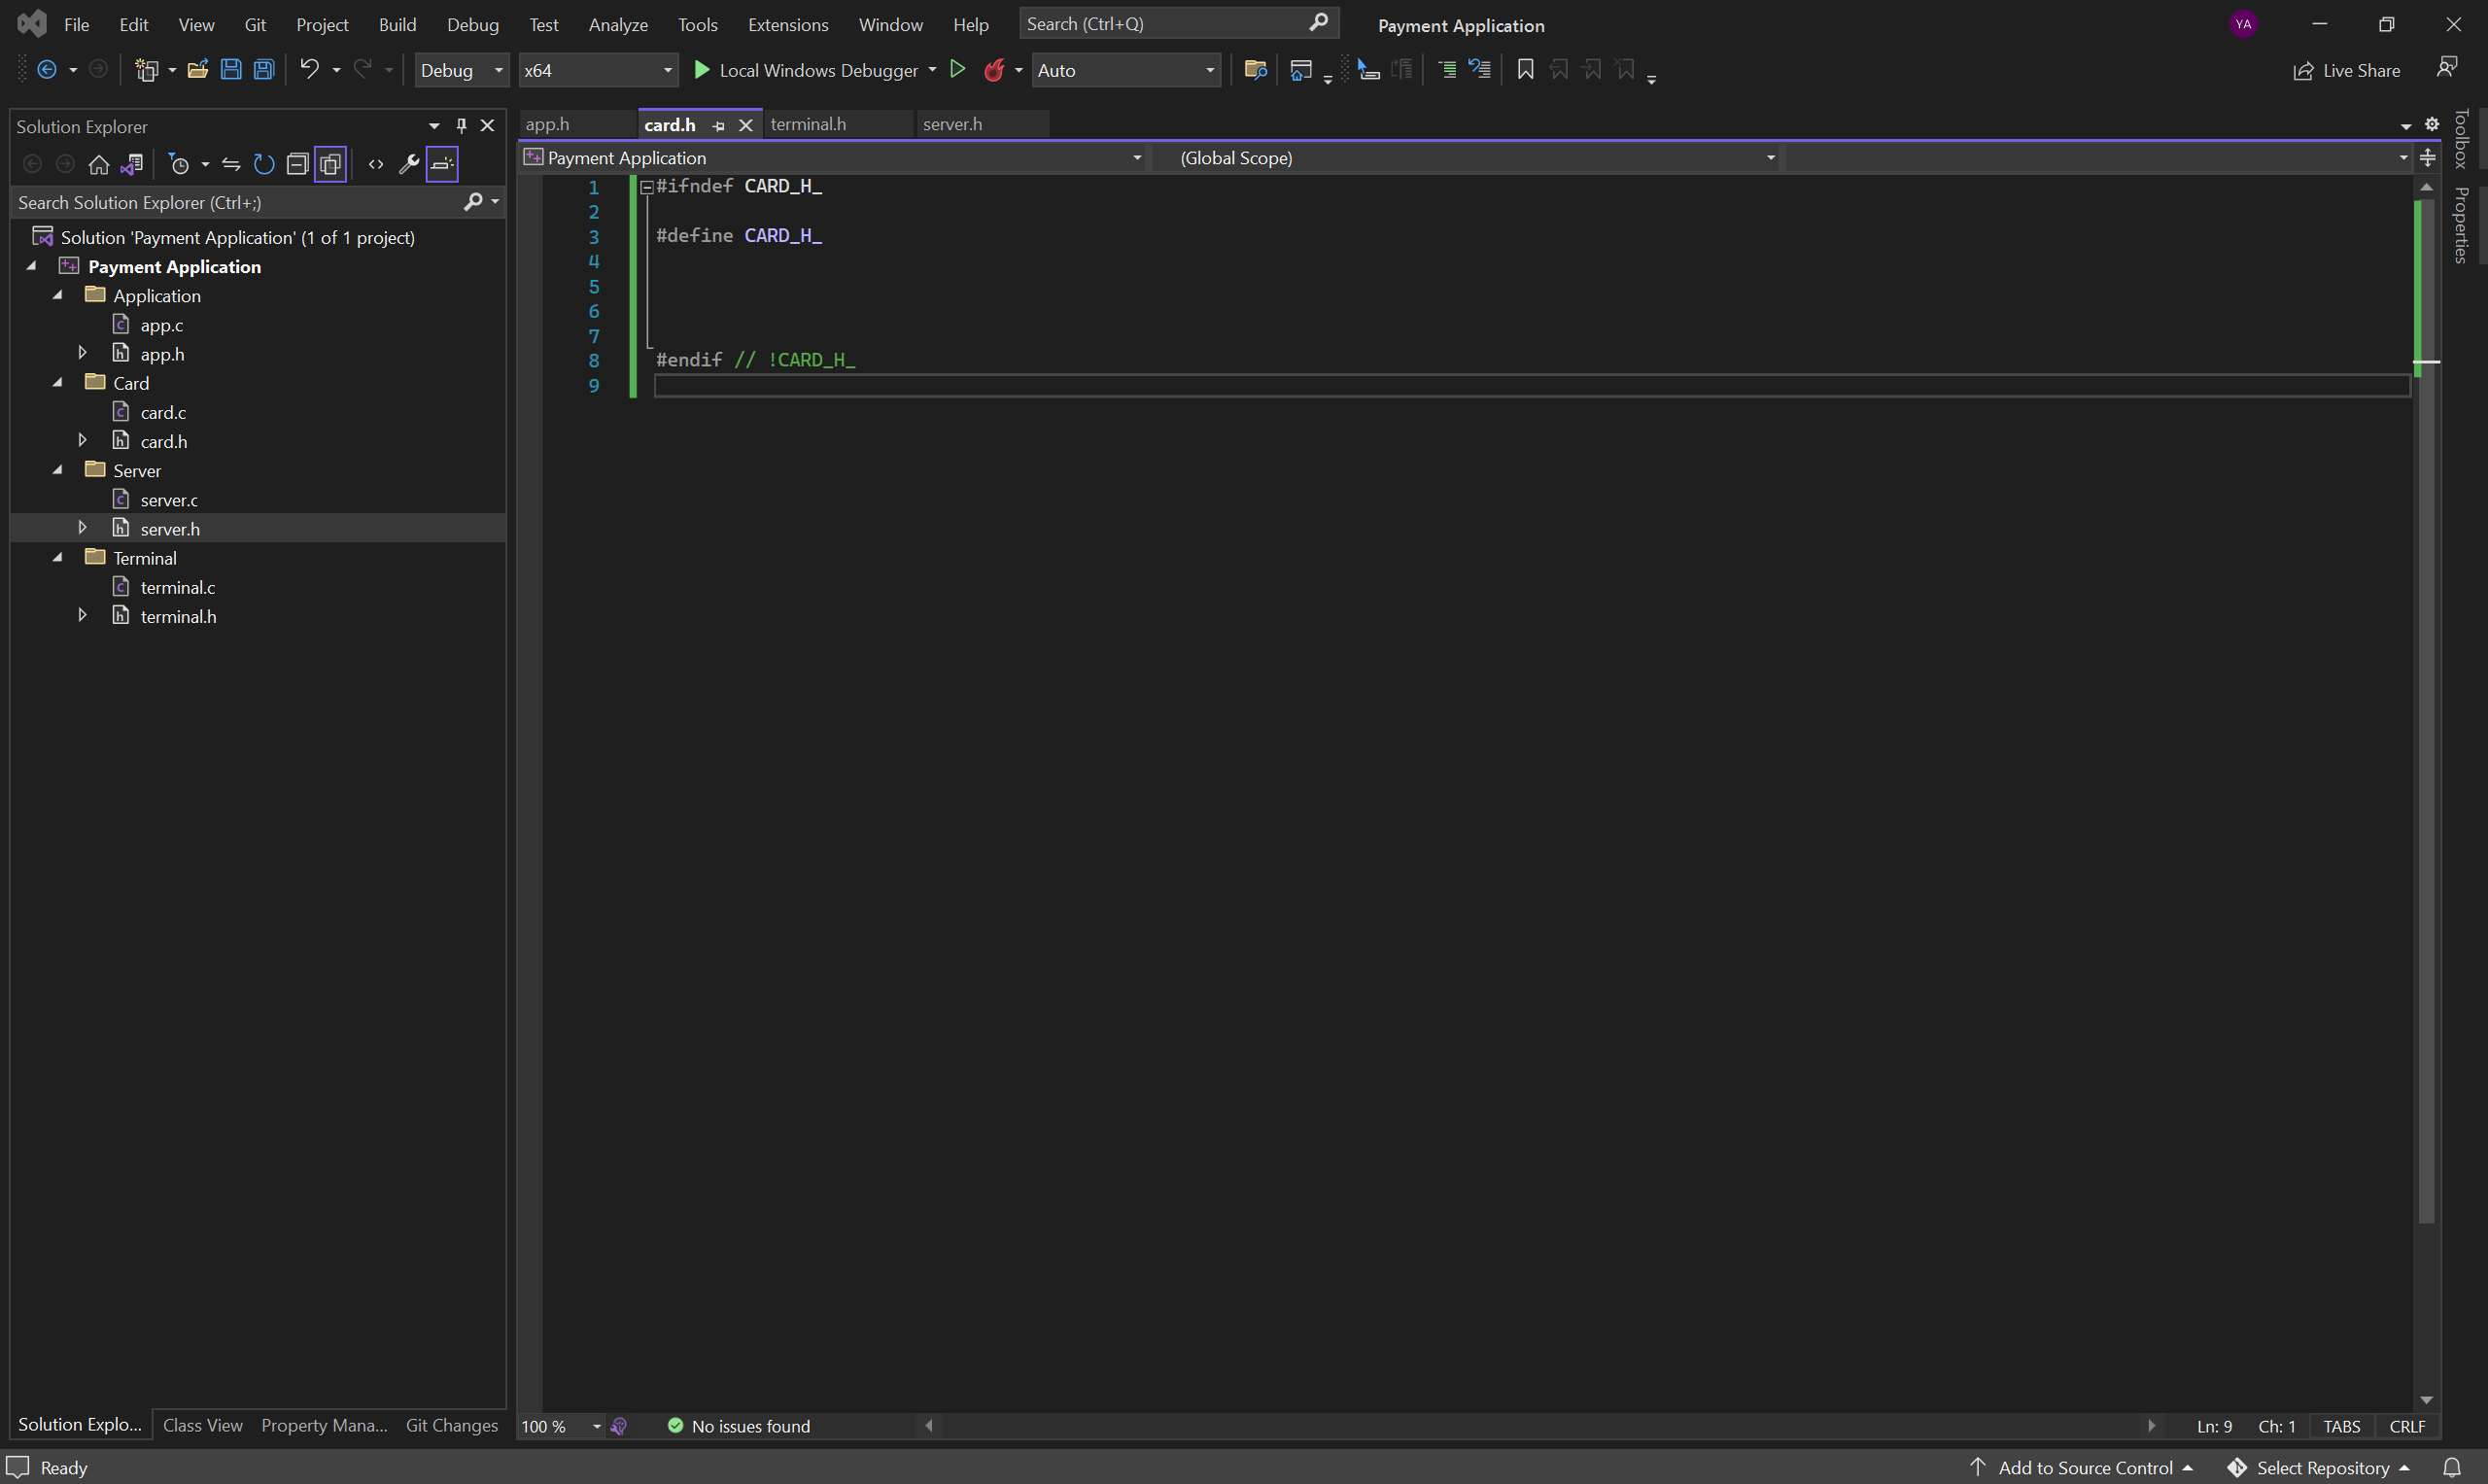 File Edit View Git Project Build Debug Test Analyze Tools Extensions Window Help Search (Ctrl+Q) Payment Application YA
Debug x64 Local Windows Debugger Auto Live Share
Solution Explorer
Search Solution Explorer (Ctrl+;)
Solution 'Payment Application' (1 of 1 project)
Payment Application
Application
app.c
app.h
Card
card.c
card.h
Server
server.c
server.h
Terminal
terminal.c
terminal.h
Solution Explo... Class View Property Mana... Git Changes
app.h card.h terminal.h server.h
Payment Application (Global Scope)
1 #ifndef CARD_H_
2
3 #define CARD_H_
4
5
6
7
8 #endif // !CARD_H_
9
100 % No issues found Ln: 9 Ch: 1 TABS CRLF
Toolbox
Properties
Ready Add to Source Control Select Repository